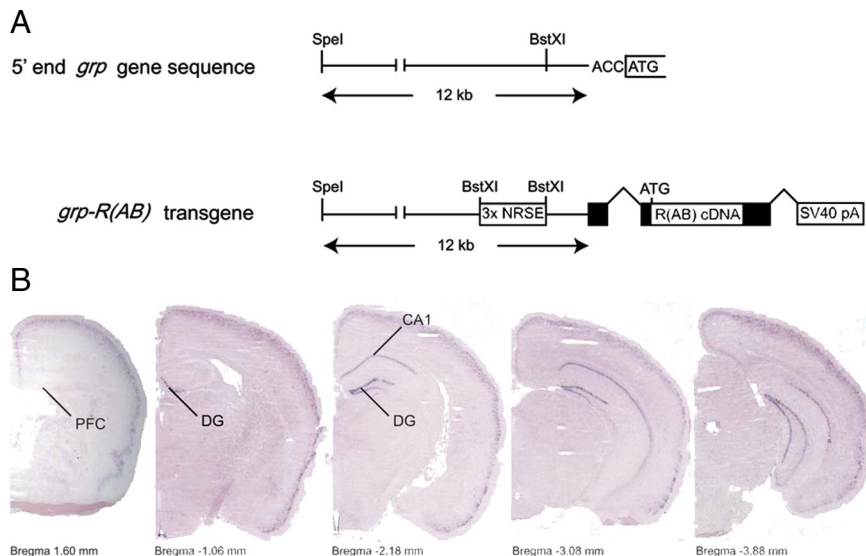 A
SpeI BstXI
5' end grp gene sequence ACC ATG
12 kb
SpeI BstXI BstXI ATG
grp-R(AB) transgene 3x NRSE R(AB) cDNA SV40 pA
12 kb
B
CA1
PFC DG DG
Bregma 1.60 mm Bregma -1.06 mm Bregma -2.18 mm Bregma -3.08 mm Bregma -3.88 mm